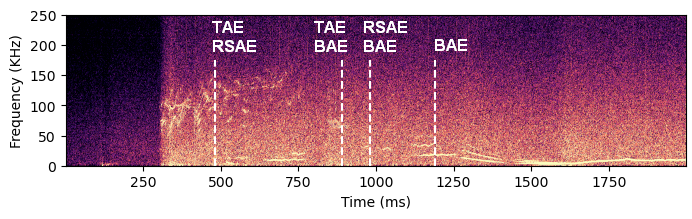 250
200
150
100
50
0
Frequency (KHz)
TAE
RSAE
TAE
BAE
RSAE
BAE
BAE
250
500
750
1000
1250
1500
1750
Time (ms)